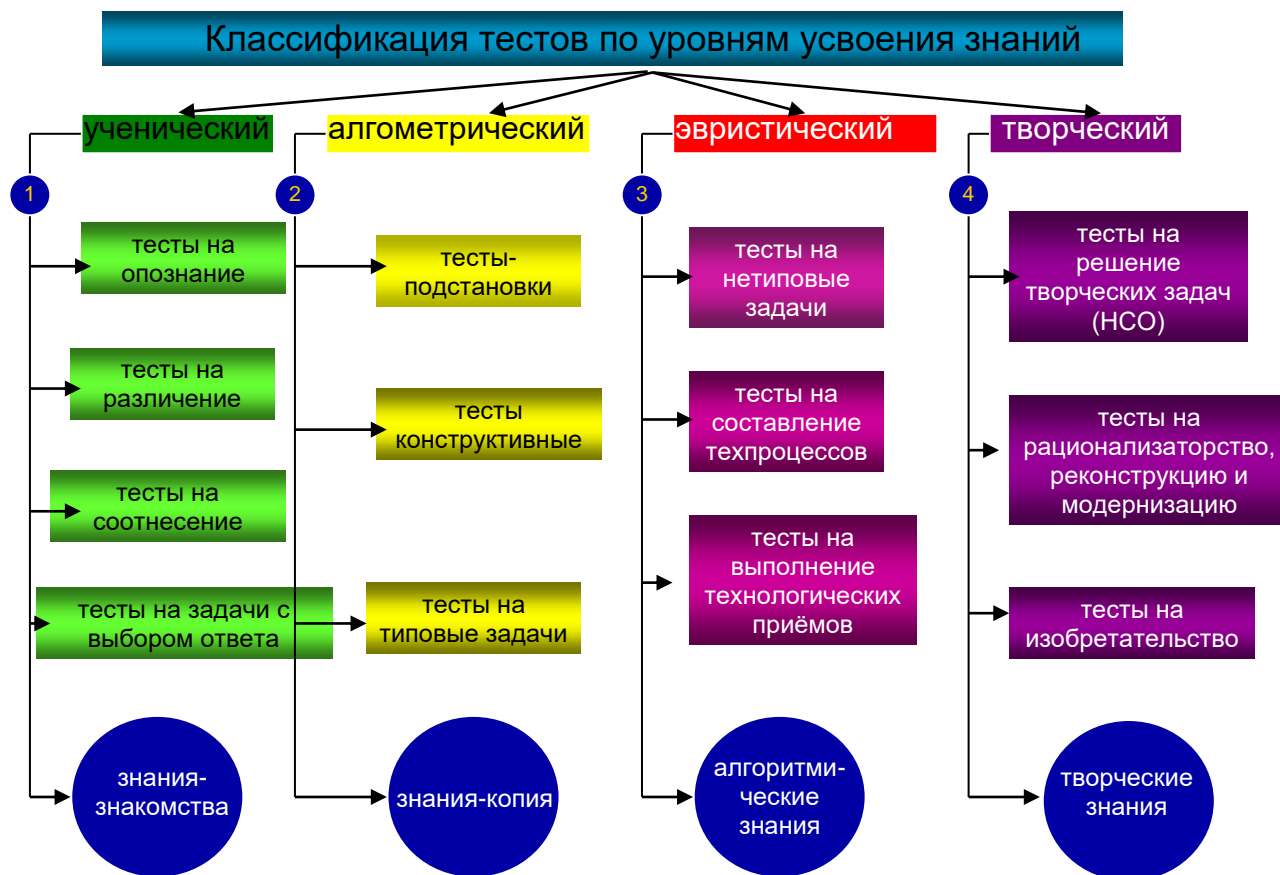 Классификация тестов по уровням усвоения знаний
ученический
алгометрический
эвристический
творческий
1
2
3
4
тесты на
опознание
тесты на
различение
тесты на
соотнесение
тесты на задачи с
выбором ответа
знания-
знакомства
тесты-
подстановки
тесты
конструктивные
тесты на
типовые задачи
знания-копия
тесты на
нетиповые
задачи
тесты на
составление
техпроцессов
тесты на
выполнение
технологических
приёмов
алгоритми-
ческие
знания
тесты на
решение
творческих задач
(НСО)
тесты на
рационализаторство,
реконструкцию и
модернизацию
тесты на
изобретательство
творческие
знания